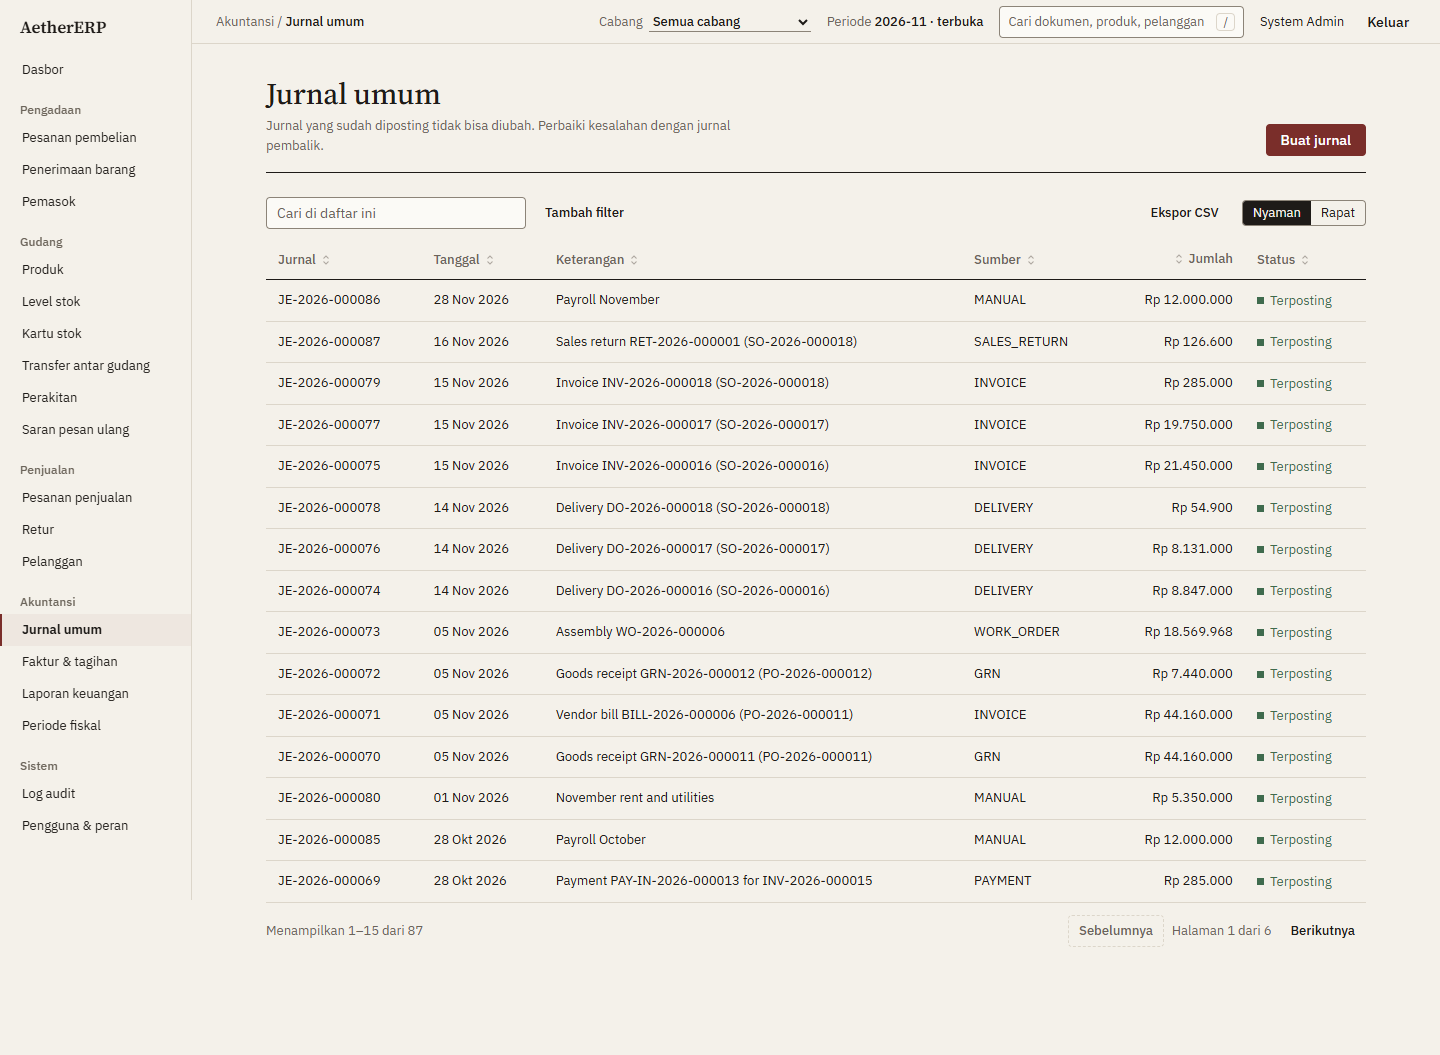 AetherERP
Dasbor
Pengadaan
Pesanan pembelian
Penerimaan barang
Pemasok
Gudang
Produk
Level stok
Kartu stok
Transfer antar gudang
Perakitan
Saran pesan ulang
Penjualan
Pesanan penjualan
Retur
Pelanggan
Akuntansi
Jurnal umum
Faktur & tagihan
Laporan keuangan
Periode fiskal
Sistem
Log audit
Pengguna & peran
Akuntansi / Jurnal umum
Cabang Semua cabang
Periode 2026-11 · terbuka
Cari dokumen, produk, pelanggan /
System Admin
Keluar
Jurnal umum
Jurnal yang sudah diposting tidak bisa diubah. Perbaiki kesalahan dengan jurnal
pembalik.
Buat jurnal
Cari di daftar ini
Tambah filter
Ekspor CSV
Nyaman Rapat
Jurnal Tanggal Keterangan Sumber Jumlah Status
JE-2026-000086 28 Nov 2026 Payroll November MANUAL Rp 12.000.000 Terposting
JE-2026-000087 16 Nov 2026 Sales return RET-2026-000001 (SO-2026-000018) SALES_RETURN Rp 126.600 Terposting
JE-2026-000079 15 Nov 2026 Invoice INV-2026-000018 (SO-2026-000018) INVOICE Rp 285.000 Terposting
JE-2026-000077 15 Nov 2026 Invoice INV-2026-000017 (SO-2026-000017) INVOICE Rp 19.750.000 Terposting
JE-2026-000075 15 Nov 2026 Invoice INV-2026-000016 (SO-2026-000016) INVOICE Rp 21.450.000 Terposting
JE-2026-000078 14 Nov 2026 Delivery DO-2026-000018 (SO-2026-000018) DELIVERY Rp 54.900 Terposting
JE-2026-000076 14 Nov 2026 Delivery DO-2026-000017 (SO-2026-000017) DELIVERY Rp 8.131.000 Terposting
JE-2026-000074 14 Nov 2026 Delivery DO-2026-000016 (SO-2026-000016) DELIVERY Rp 8.847.000 Terposting
JE-2026-000073 05 Nov 2026 Assembly WO-2026-000006 WORK_ORDER Rp 18.569.968 Terposting
JE-2026-000072 05 Nov 2026 Goods receipt GRN-2026-000012 (PO-2026-000012) GRN Rp 7.440.000 Terposting
JE-2026-000071 05 Nov 2026 Vendor bill BILL-2026-000006 (PO-2026-000011) INVOICE Rp 44.160.000 Terposting
JE-2026-000070 05 Nov 2026 Goods receipt GRN-2026-000011 (PO-2026-000011) GRN Rp 44.160.000 Terposting
JE-2026-000080 01 Nov 2026 November rent and utilities MANUAL Rp 5.350.000 Terposting
JE-2026-000085 28 Okt 2026 Payroll October MANUAL Rp 12.000.000 Terposting
JE-2026-000069 28 Okt 2026 Payment PAY-IN-2026-000013 for INV-2026-000015 PAYMENT Rp 285.000 Terposting
Menampilkan 1–15 dari 87
Sebelumnya Halaman 1 dari 6 Berikutnya